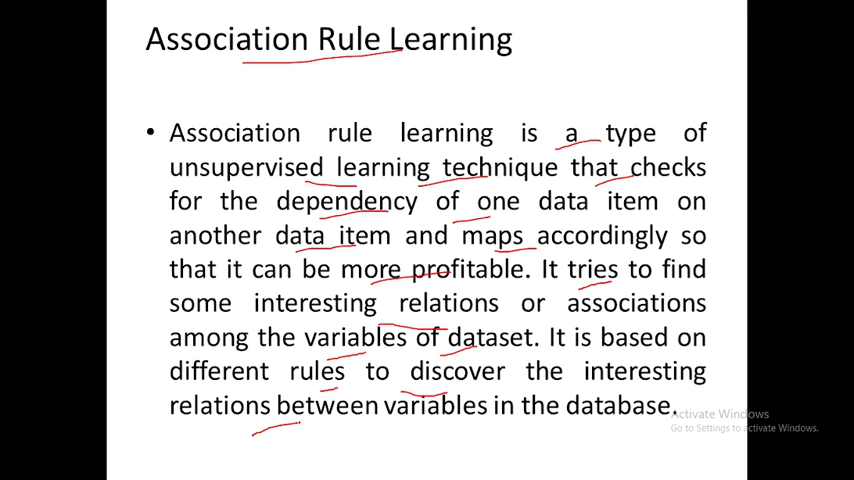 Association Rule Learning
• Association rule learning is a type of
unsupervised learning technique that checks
for the dependency of one data item on
another data item and maps accordingly so
that it can be more profitable. It tries to find
some interesting relations or associations
among the variables of dataset. It is based on
different rules to discover the interesting
relations between variables in the database.
Activate Windows
Go to Settings to activate Windows.